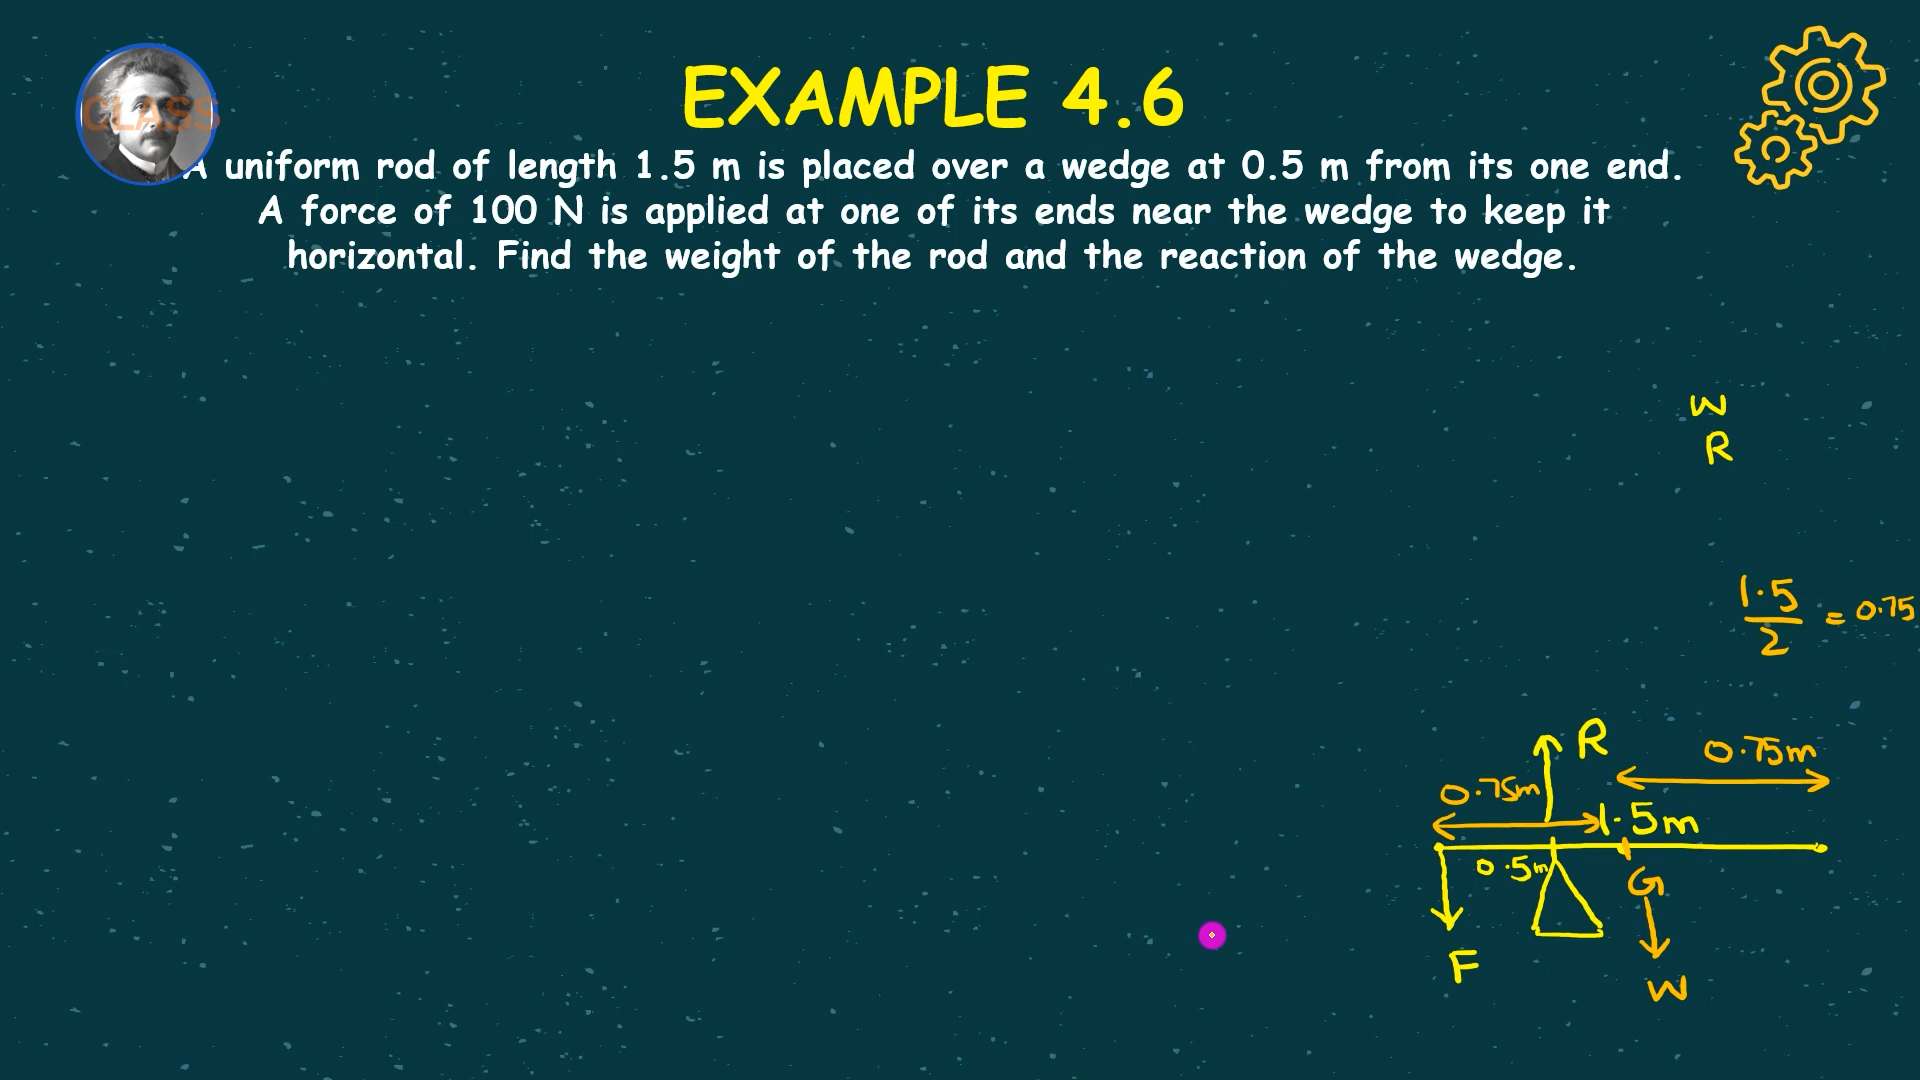 EXAMPLE 4.6
CLASS
A uniform rod of length 1.5 m is placed over a wedge at 0.5 m from its one end.
A force of 100 N is applied at one of its ends near the wedge to keep it
horizontal. Find the weight of the rod and the reaction of the wedge.
W
R
1.5
2
= 0.75
R
0.75m
0.75m
1.5m
0.5m
G
F
W